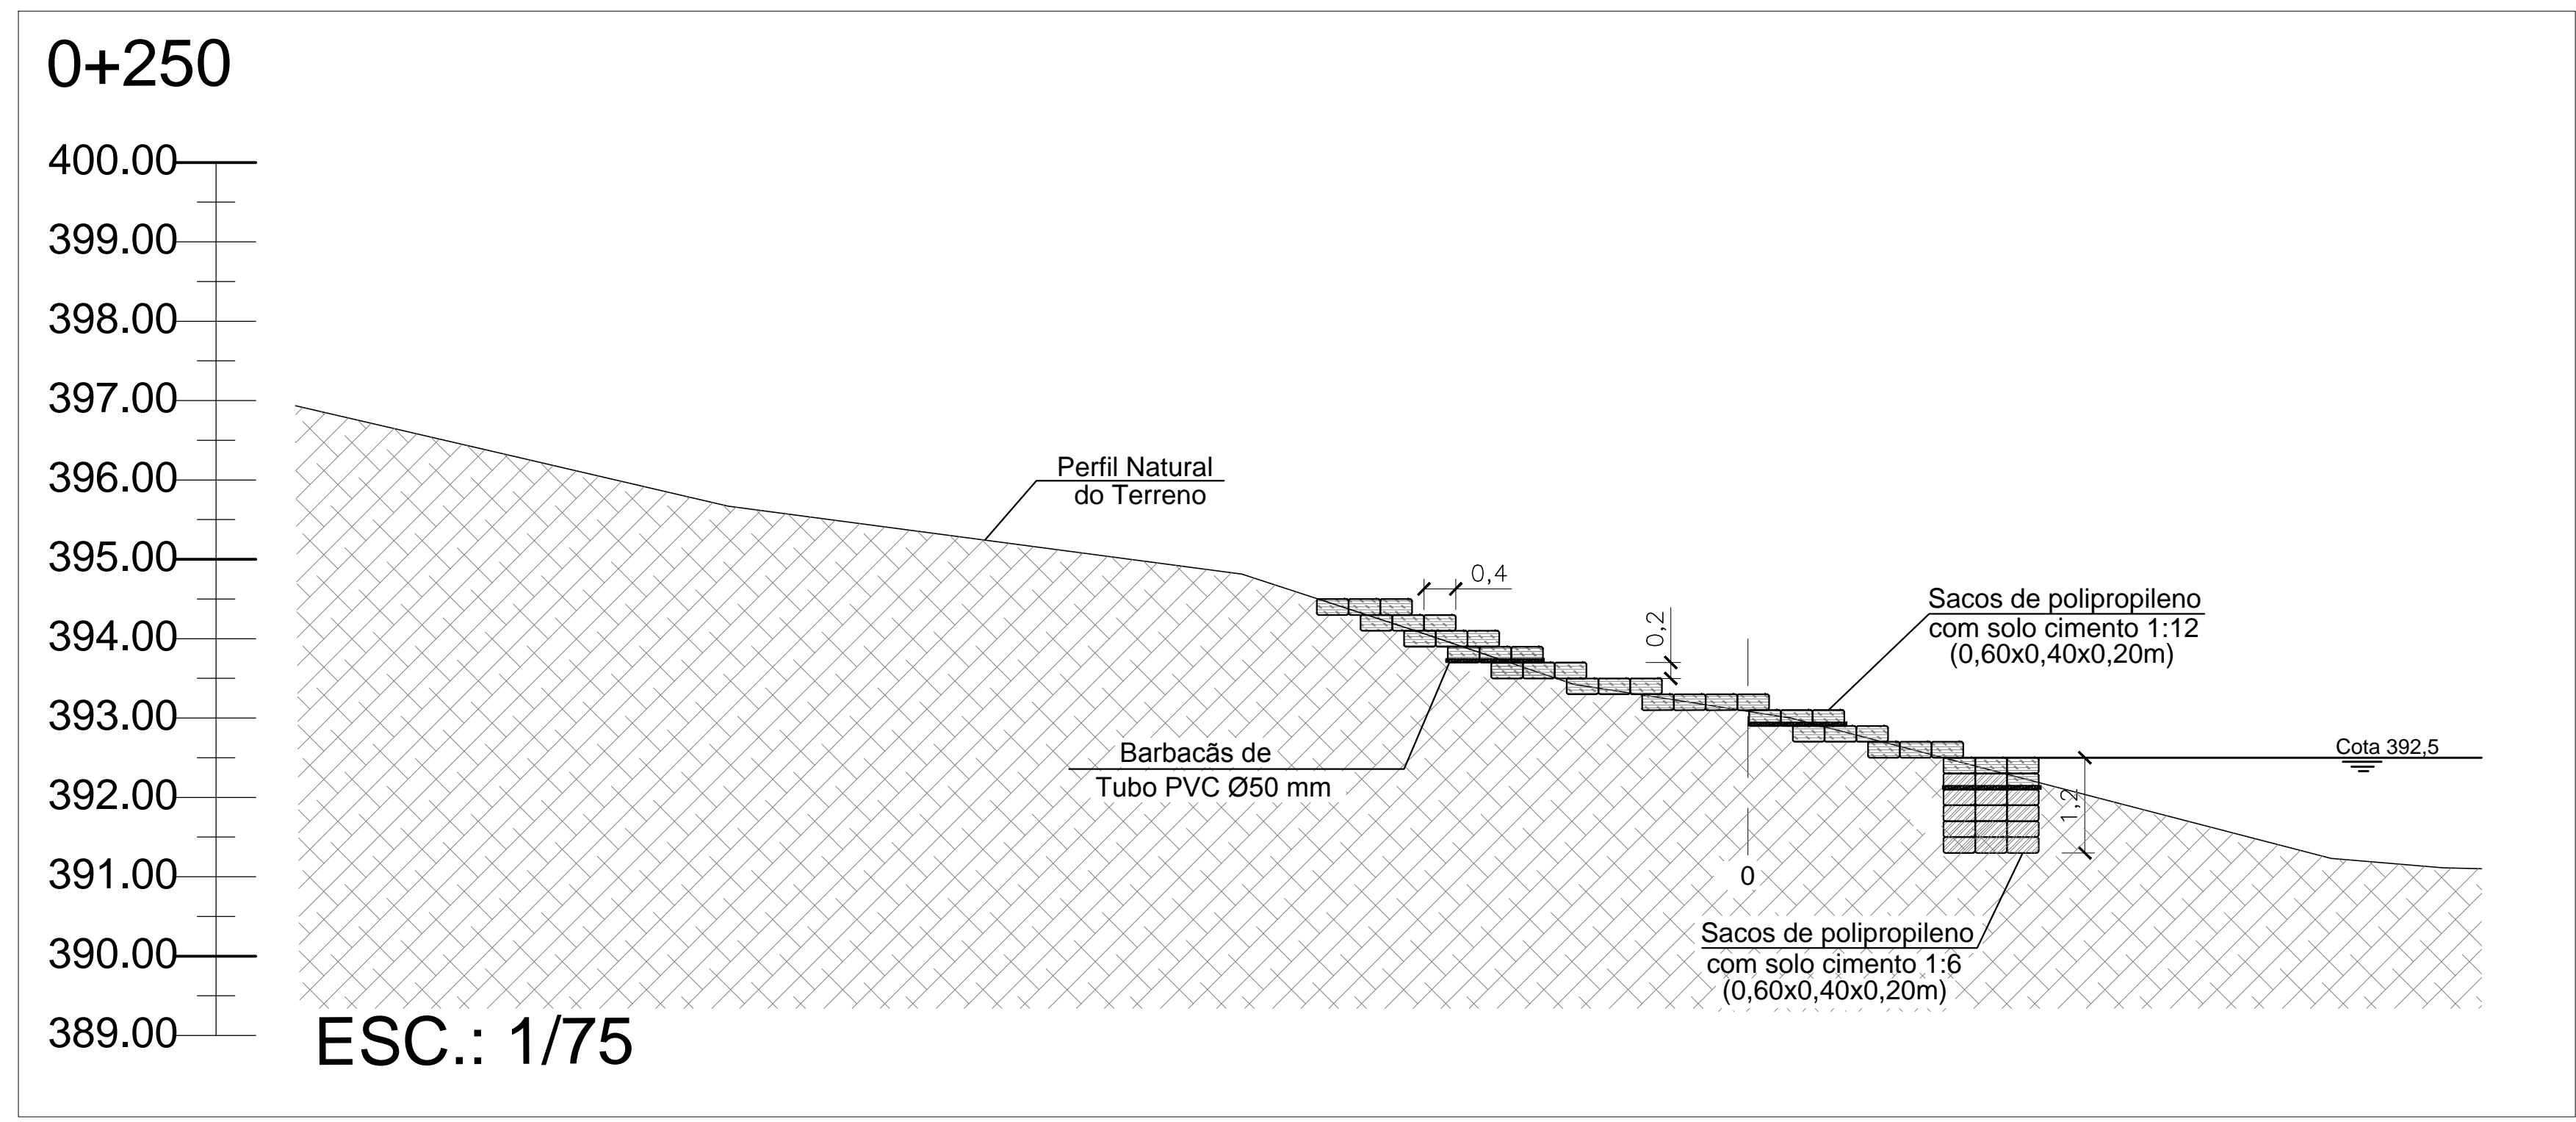 0+250
400.00
399.00
398.00
397.00
396.00
395.00
394.00
393.00
392.00
391.00
390.00
389.00
Perfil Natural
do Terreno
0,4
0,2
Sacos de polipropileno
com solo cimento 1:12
(0,60x0,40x0,20m)
Barbacãs de
Tubo PVC Ø50 mm
Cota 392,5
1,2
0
Sacos de polipropileno
com solo cimento 1:6
(0,60x0,40x0,20m)
ESC.: 1/75